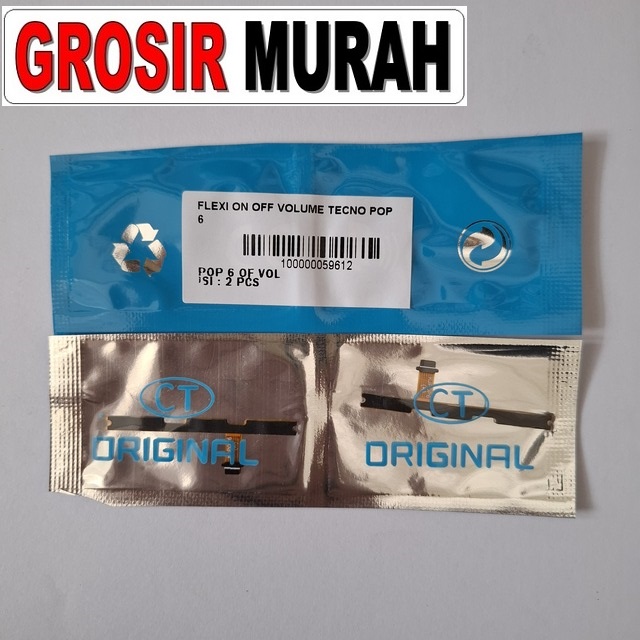 GROSIR MURAH
FLEXI ON OFF VOLUME TECNO POP
6
100000059612
POP 6 OF VOL
ISI : 2 PCS
CT
ORIGINAL
CT
ORIGINAL